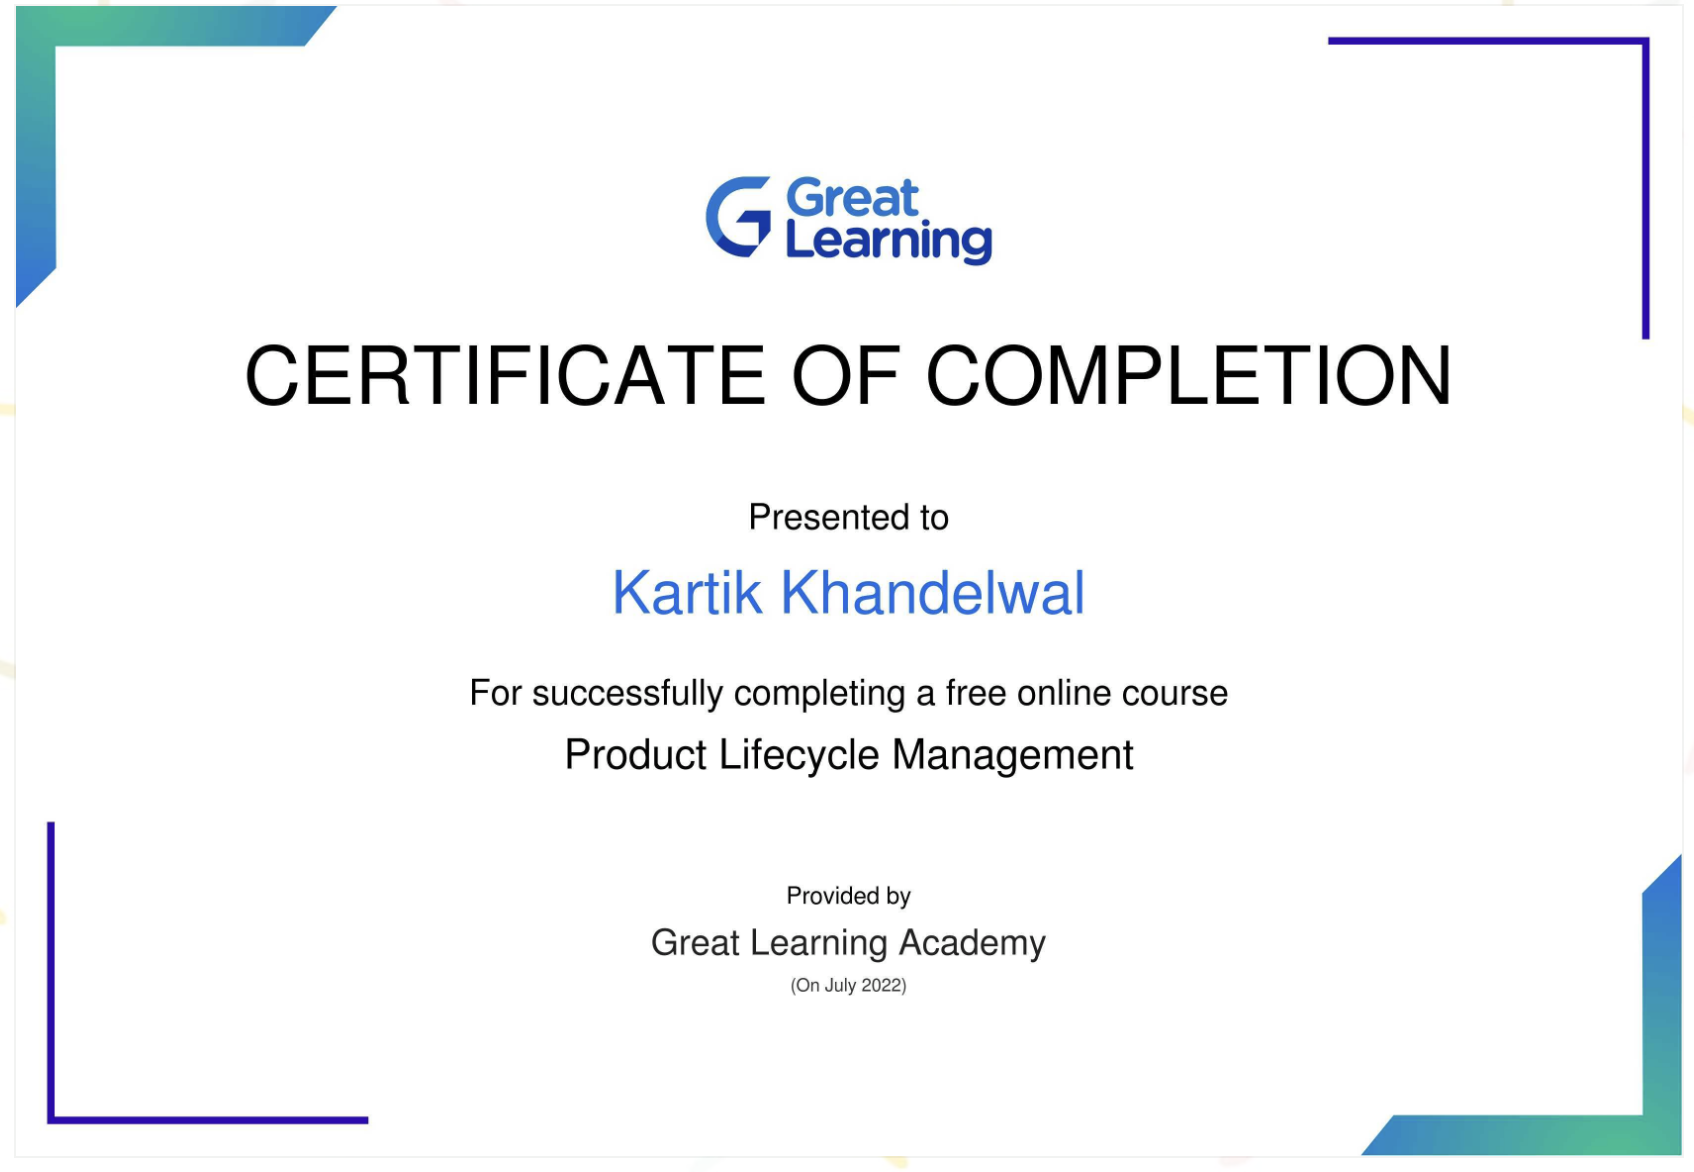 Great
Learning
CERTIFICATE OF COMPLETION
Presented to
Kartik Khandelwal
For successfully completing a free online course
Product Lifecycle Management
Provided by
Great Learning Academy
(On July 2022)